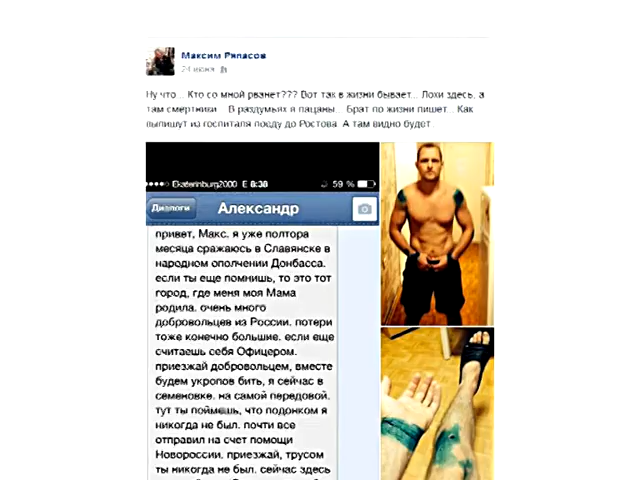 Максим Ряпасов
24 июня
Ну что... Кто со мной рванет??? Вот так в жизни бывает... Лохи здесь, а
там смертники... В раздумьях я пацаны... Брат по жизни пишет... Как
выпишут из госпиталя поеду до Ростова. А там видно будет...
Ekaterinburg2000 E 8:38 59 %
Диалоги
Александр
привет, Макс. я уже полтора
месяца сражаюсь в Славянске в
народном ополчении Донбасса.
если ты еще помнишь, то это тот
город, где меня моя Мама
родила. очень много
добровольцев из России. потери
тоже конечно большие. если еще
считаешь себя Офицером.
приезжай добровольцем, вместе
будем укропов бить, я сейчас в
семеновке. на самой передовой.
тут ты поймешь, что подонком я
никогда не был. почти все
отправил на счет помощи
Новороссии. приезжай, трусом
ты никогда не был. сейчас здесь